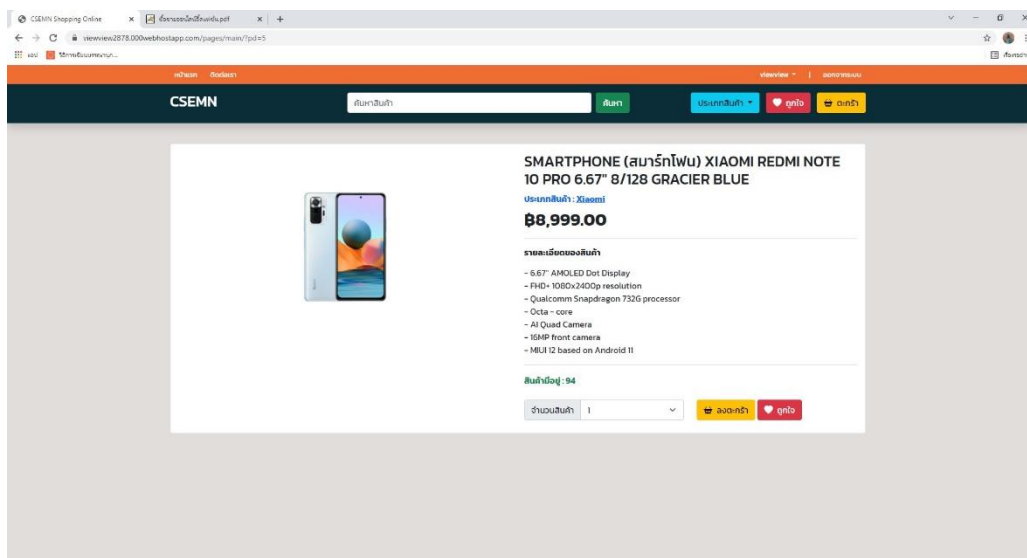 CSEMN Shopping Online
viewview2878.000webhostapp.com/pages/main/?pd=5
แอป
หน้าแรก ติดต่อเรา viewview | ออกจากระบบ
CSEMN ค้นหาสินค้า ค้นหา ประเภทสินค้า ถูกใจ ตะกร้า
SMARTPHONE (สมาร์ทโฟน) XIAOMI REDMI NOTE
10 PRO 6.67" 8/128 GRACIER BLUE
ประเภทสินค้า : Xiaomi
฿8,999.00
รายละเอียดของสินค้า
- 6.67" AMOLED Dot Display
- FHD+ 1080x2400p resolution
- Qualcomm Snapdragon 732G processor
- Octa - core
- AI Quad Camera
- 16MP front camera
- MIUI 12 based on Android 11
สินค้ามีอยู่ : 94
จำนวนสินค้า 1 ลงตะกร้า ถูกใจ